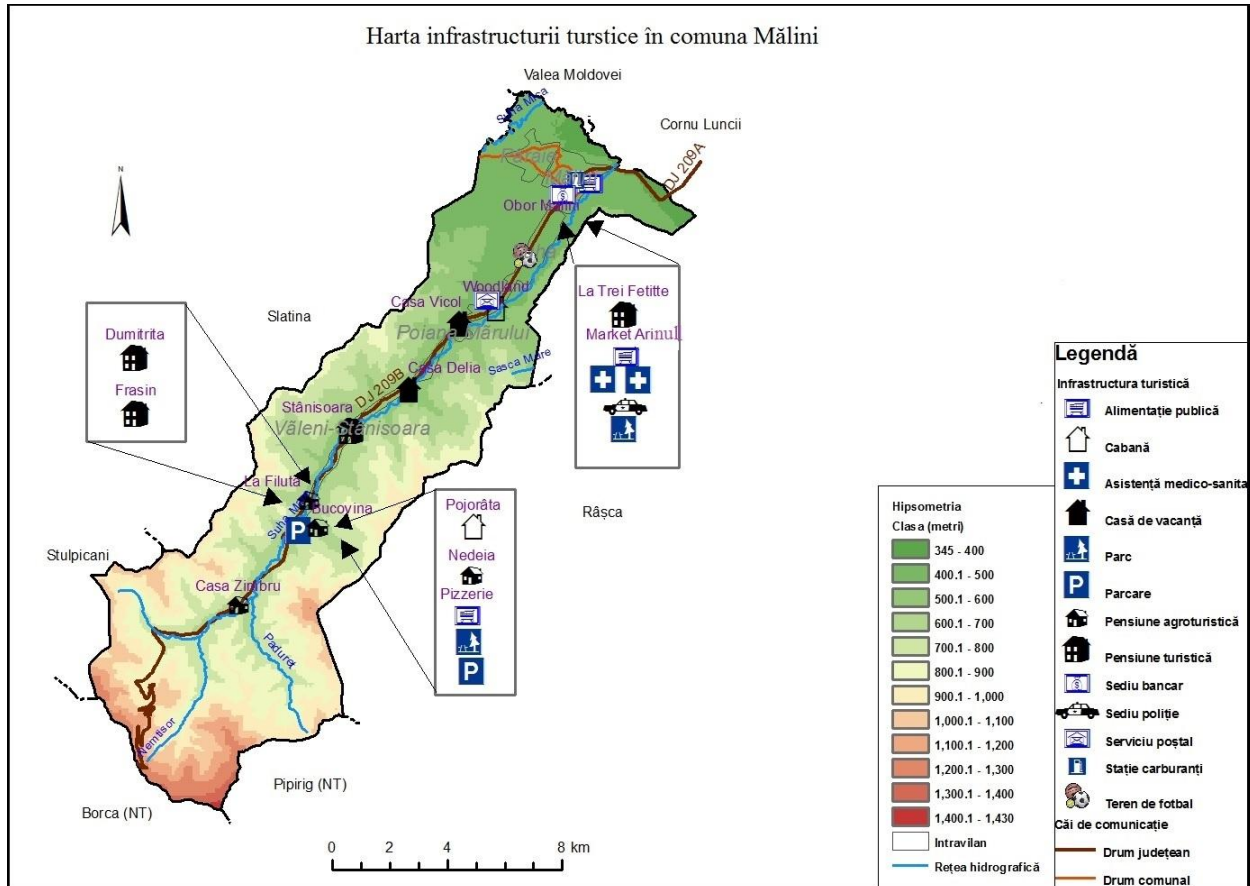 Harta infrastructurii turstice în comuna Mălini
Valea Moldovei
Suha Mica
Cornu Luncii
N
Paraie
DJ 209A
Obor Malini
Slatina
Woodland
Casa Vicol
Poiana Mărului
Casa Delia
Sasca Mare
DJ 209B
Stânisoara
Văleni-Stânisoara
La Filuta
Bucovina
P
Râșca
Stulpicani
Casa Zimbru
Paduret
Nemtisor
Pipirig (NT)
Borca (NT)
Dumitrita
Frasin
La Trei Fetitte
Market Arinull
Pojorâta
Nedeia
Pizzerie
P
0 2 4 8 km
Hipsometria
Clasa (metri)
345 - 400
400.1 - 500
500.1 - 600
600.1 - 700
700.1 - 800
800.1 - 900
900.1 - 1,000
1,000.1 - 1,100
1,100.1 - 1,200
1,200.1 - 1,300
1,300.1 - 1,400
1,400.1 - 1,430
Intravilan
Rețea hidrografică
Legendă
Infrastructura turistică
Alimentație publică
Cabană
Asistență medico-sanita
Casă de vacanță
Parc
P Parcare
Pensiune agroturistică
Pensiune turistică
Sediu bancar
Sediu poliție
Serviciu poștal
Stație carburanți
Teren de fotbal
Căi de comunicație
Drum județean
Drum comunal